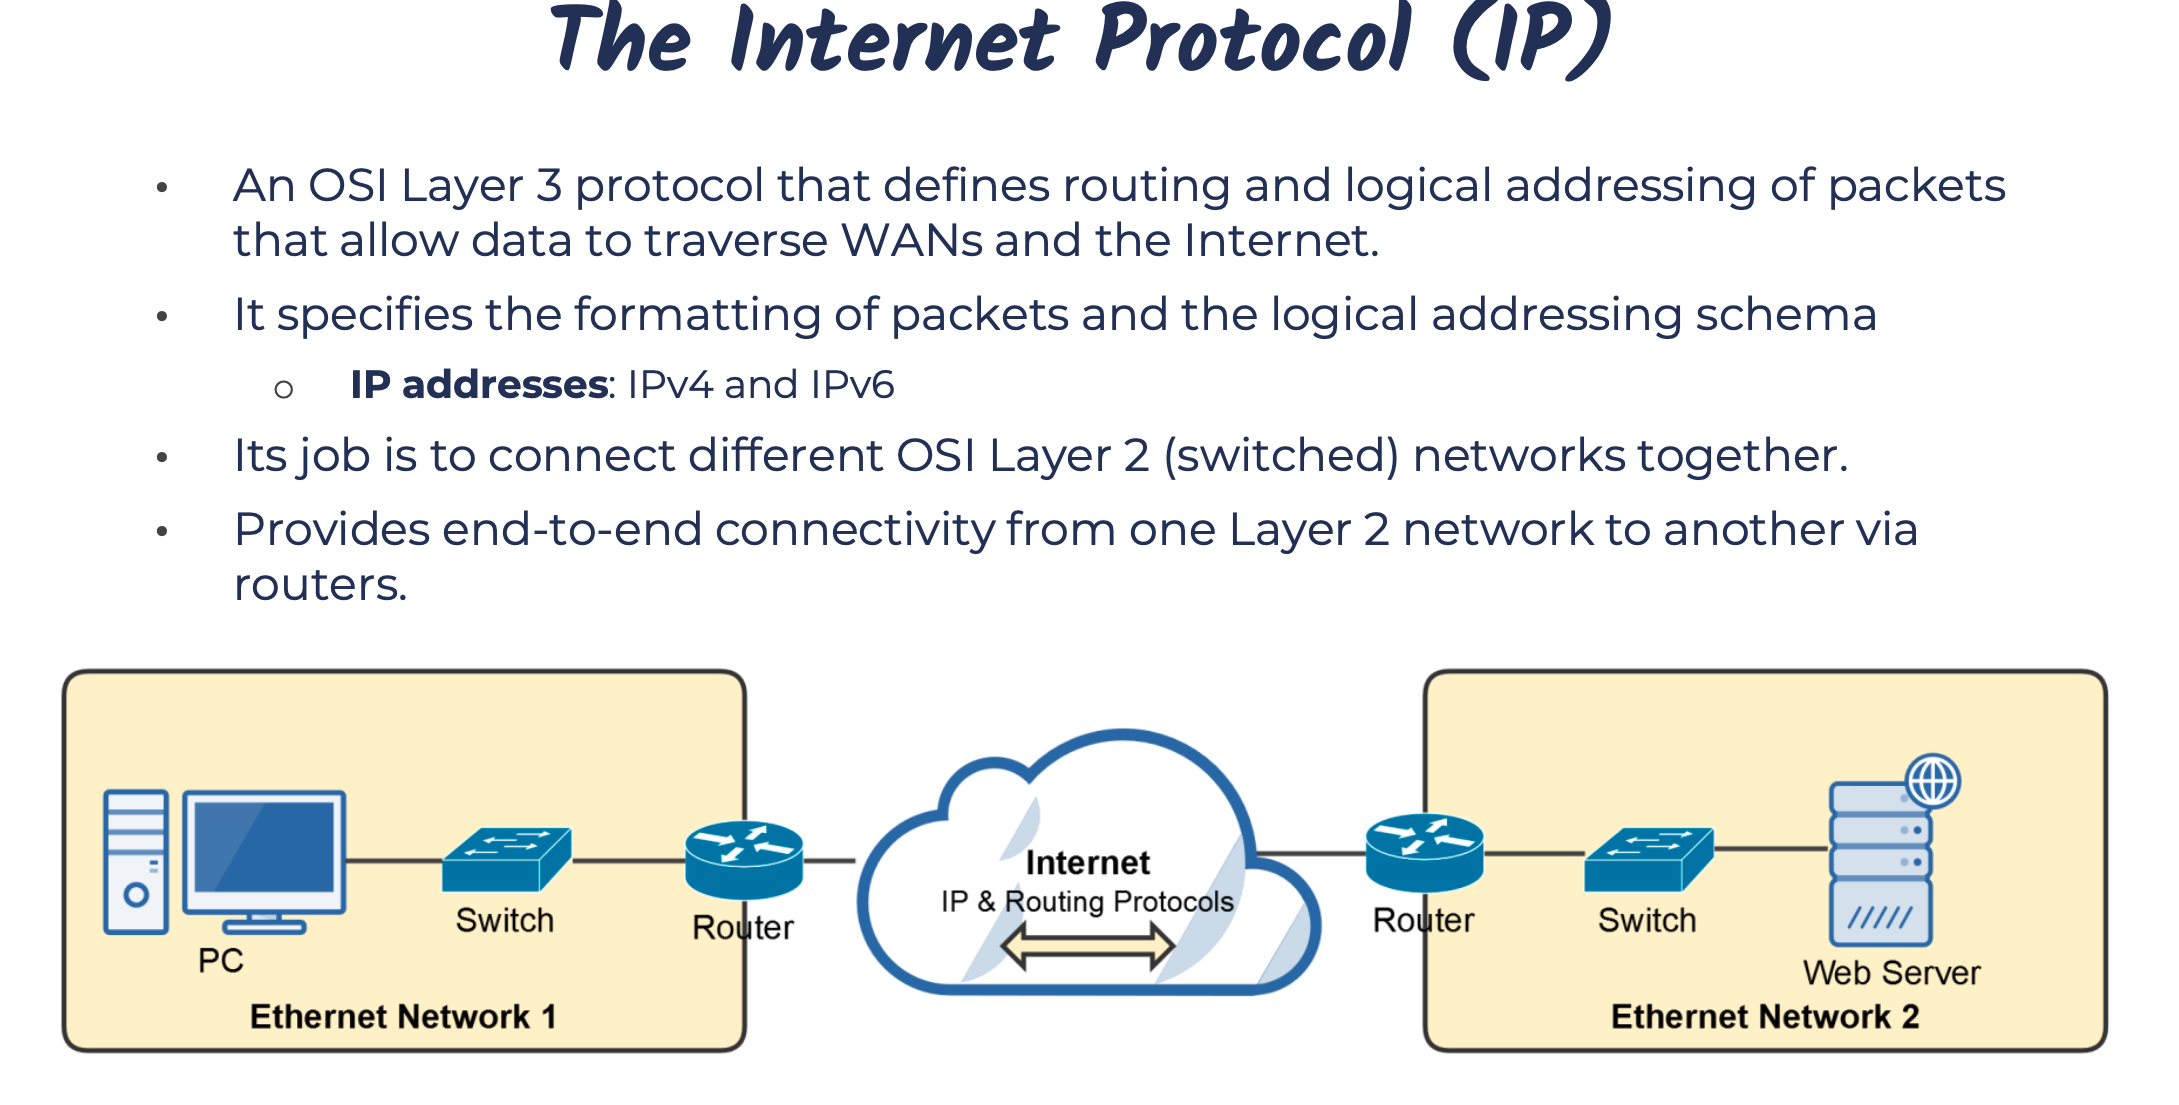 The Internet Protocol (IP)
• An OSI Layer 3 protocol that defines routing and logical addressing of packets
that allow data to traverse WANs and the Internet.
• It specifies the formatting of packets and the logical addressing schema
○ IP addresses: IPv4 and IPv6
• Its job is to connect different OSI Layer 2 (switched) networks together.
• Provides end-to-end connectivity from one Layer 2 network to another via
routers.
PC
Switch
Router
Ethernet Network 1
Internet
IP & Routing Protocols
Router
Switch
Web Server
Ethernet Network 2